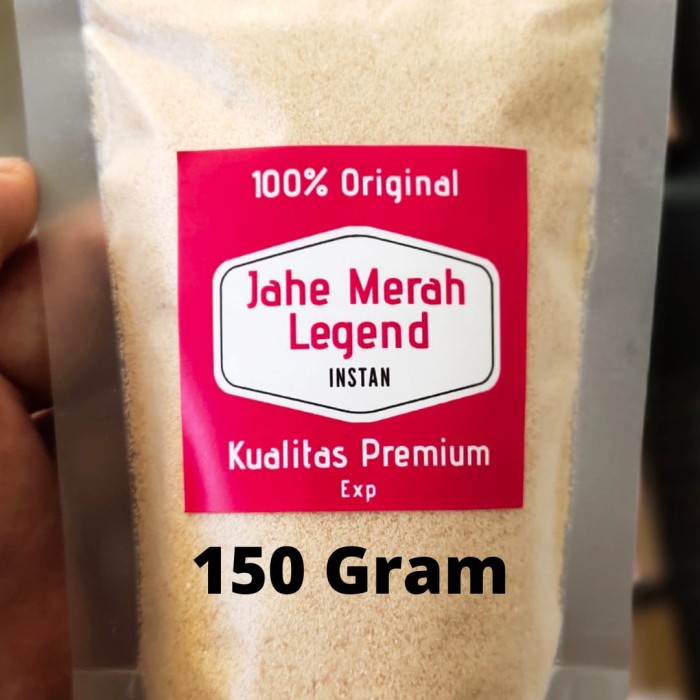 100% Original
Jahe Merah
Legend
INSTAN
Kualitas Premium
Exp
150 Gram